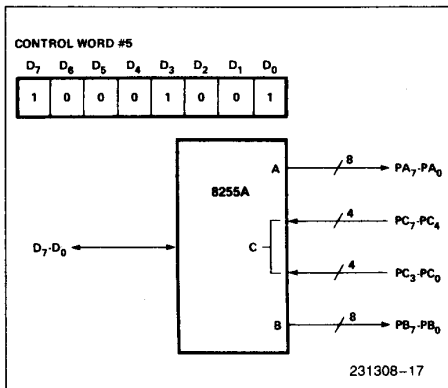 CONTROL WORD #5
D7 D6 D5 D4 D3 D2 D1 D0
1 0 0 0 1 0 0 1
A 8 PA7-PA0
8255A
4 PC7-PC4
D7-D0 C
4 PC3-PC0
B 8 PB7-PB0
231308-17